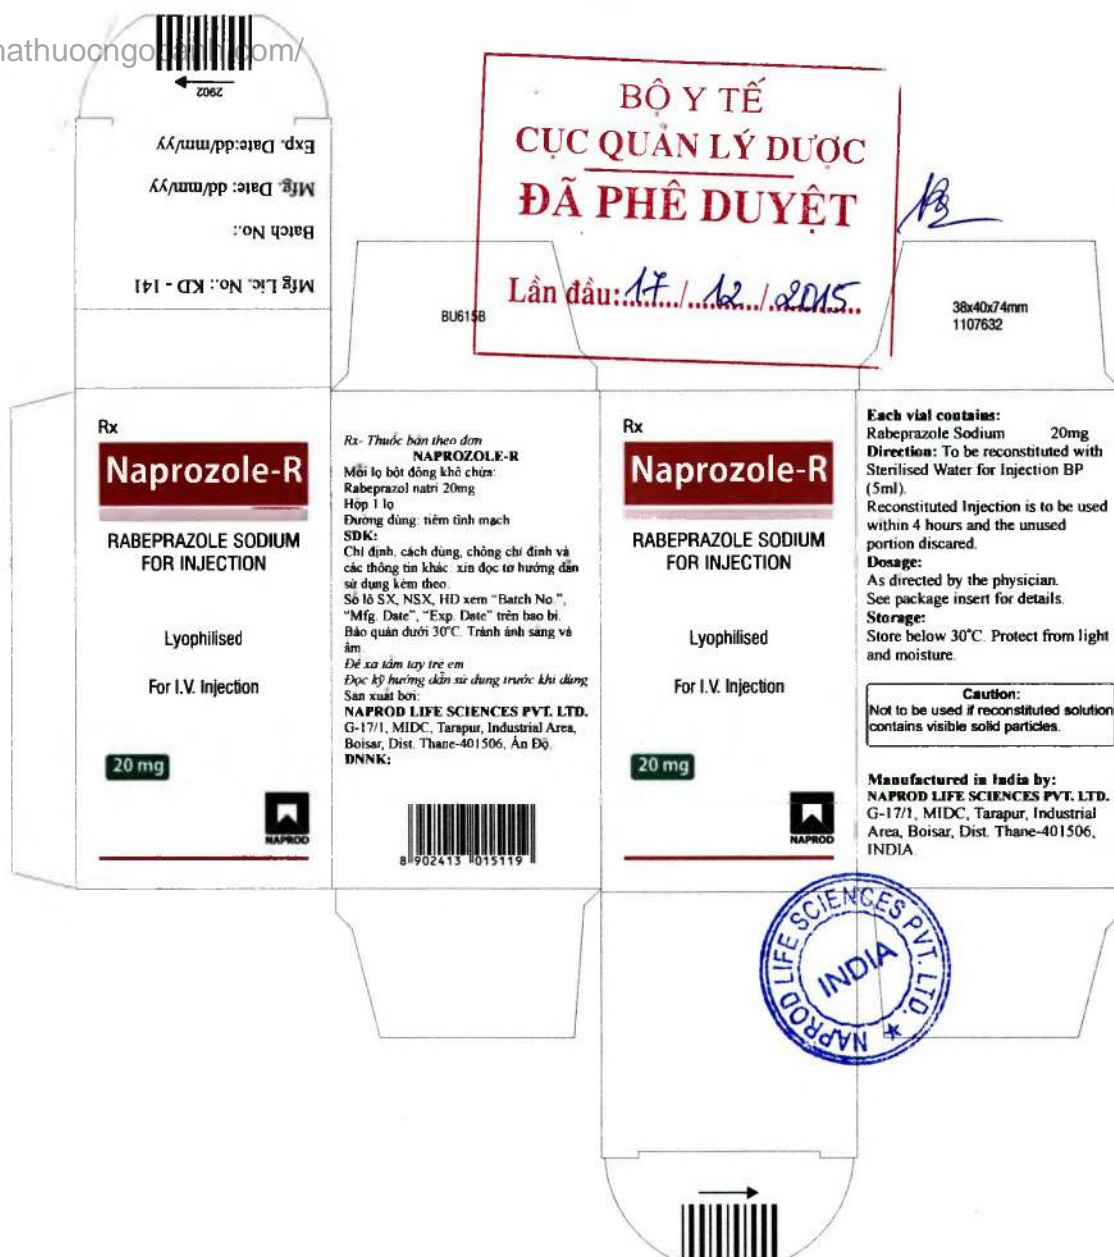 nathuocngocanh.com/
2902
Exp. Date:dd/mm/yy
Mfg. Date: dd/mm/yy
Batch No.:
Mfg Lic. No.: KD - 141
BỘ Y TẾ
CỤC QUẢN LÝ DƯỢC
ĐÃ PHÊ DUYỆT
Lần đầu:17/12/2015
BU615B
38x40x74mm
1107632
Rx
Naprozole-R
RABEPRAZOLE SODIUM
FOR INJECTION
Lyophilised
For I.V. Injection
20 mg
NAPROD
Rx- Thuốc bán theo đơn
NAPROZOLE-R
Mỗi lọ bột đông khô chứa:
Rabeprazol natri 20mg
Hộp 1 lọ
Đường dùng: tiêm tĩnh mạch
SDK:
Chỉ định, cách dùng, chống chỉ định và
các thông tin khác: xin đọc tờ hướng dẫn
sử dụng kèm theo.
Số lô SX, NSX, HD xem "Batch No.",
"Mfg. Date", "Exp. Date" trên bao bì.
Bảo quản dưới 30°C. Tránh ánh sáng và
ẩm.
Để xa tầm tay trẻ em
Đọc kỹ hướng dẫn sử dụng trước khi dùng
Sản xuất bởi:
NAPROD LIFE SCIENCES PVT. LTD.
G-17/1, MIDC, Tarapur, Industrial Area,
Boisar, Dist. Thane-401506, Ấn Độ.
DNNK:
8 902413 015119
Rx
Naprozole-R
RABEPRAZOLE SODIUM
FOR INJECTION
Lyophilised
For I.V. Injection
20 mg
NAPROD
Each vial contains:
Rabeprazole Sodium 20mg
Direction: To be reconstituted with
Sterilised Water for Injection BP
(5ml).
Reconstituted Injection is to be used
within 4 hours and the unused
portion discared.
Dosage:
As directed by the physician.
See package insert for details.
Storage:
Store below 30°C. Protect from light
and moisture.
Caution:
Not to be used if reconstituted solution
contains visible solid particles.
Manufactured in India by:
NAPROD LIFE SCIENCES PVT. LTD.
G-17/1, MIDC, Tarapur, Industrial
Area, Boisar, Dist. Thane-401506,
INDIA.
NAPROD LIFE SCIENCES PVT. LTD.
INDIA